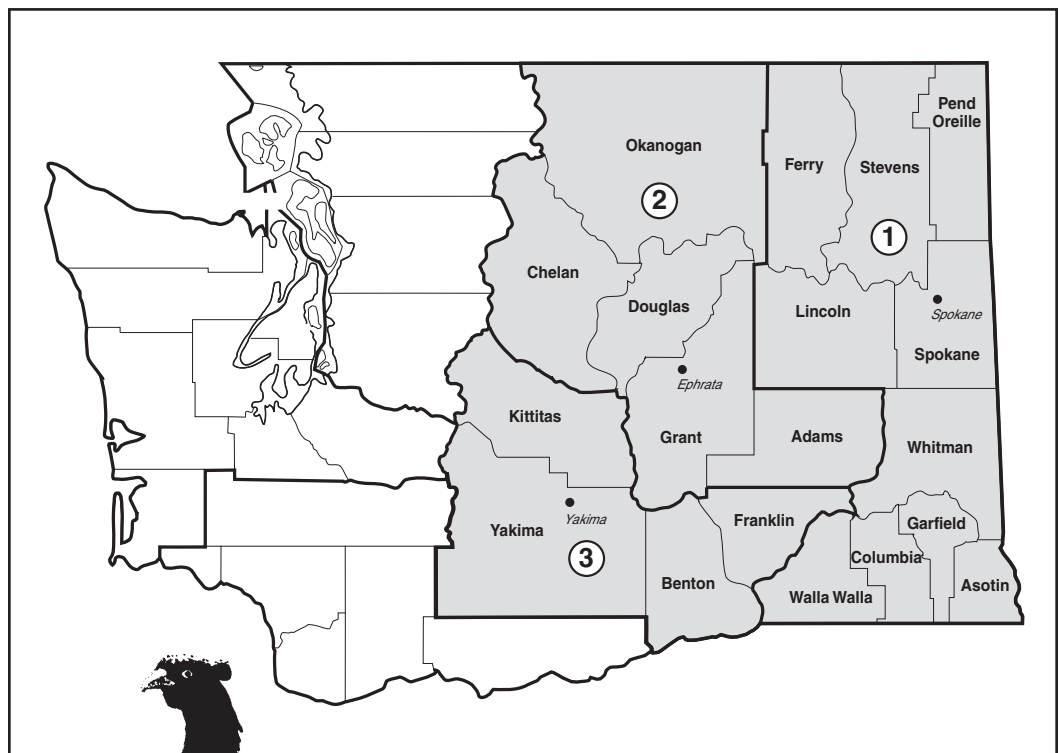 Pend
Oreille
Okanogan
Ferry
Stevens
2
1
Chelan
Douglas
Lincoln
Spokane
Spokane
Ephrata
Kittitas
Grant
Adams
Whitman
Yakima
Yakima
Franklin
Garfield
3
Columbia
Benton
Walla Walla
Asotin